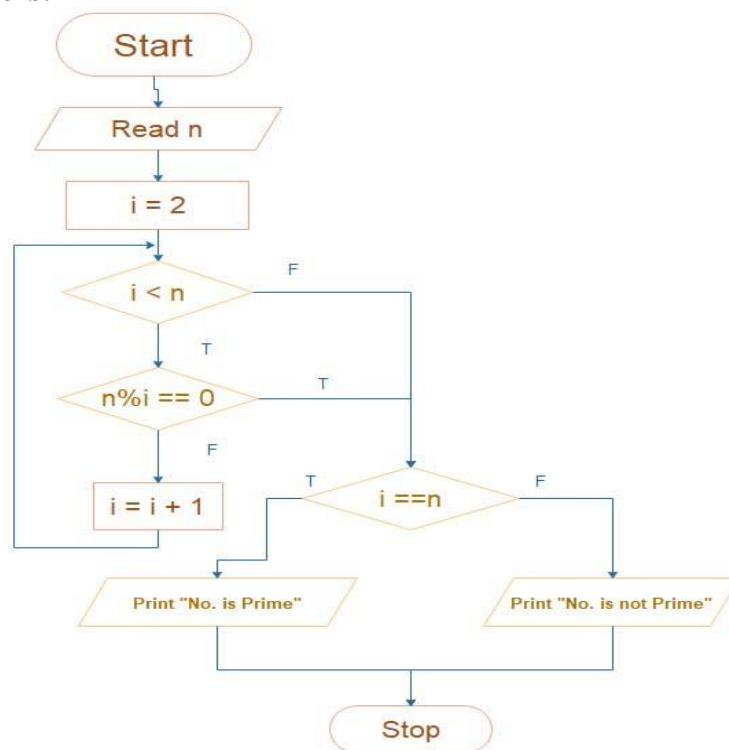 Start
Read n
i = 2
i < n
F
T
n%i == 0
T
F
i = i + 1
i ==n
T
F
Print "No. is Prime"
Print "No. is not Prime"
Stop